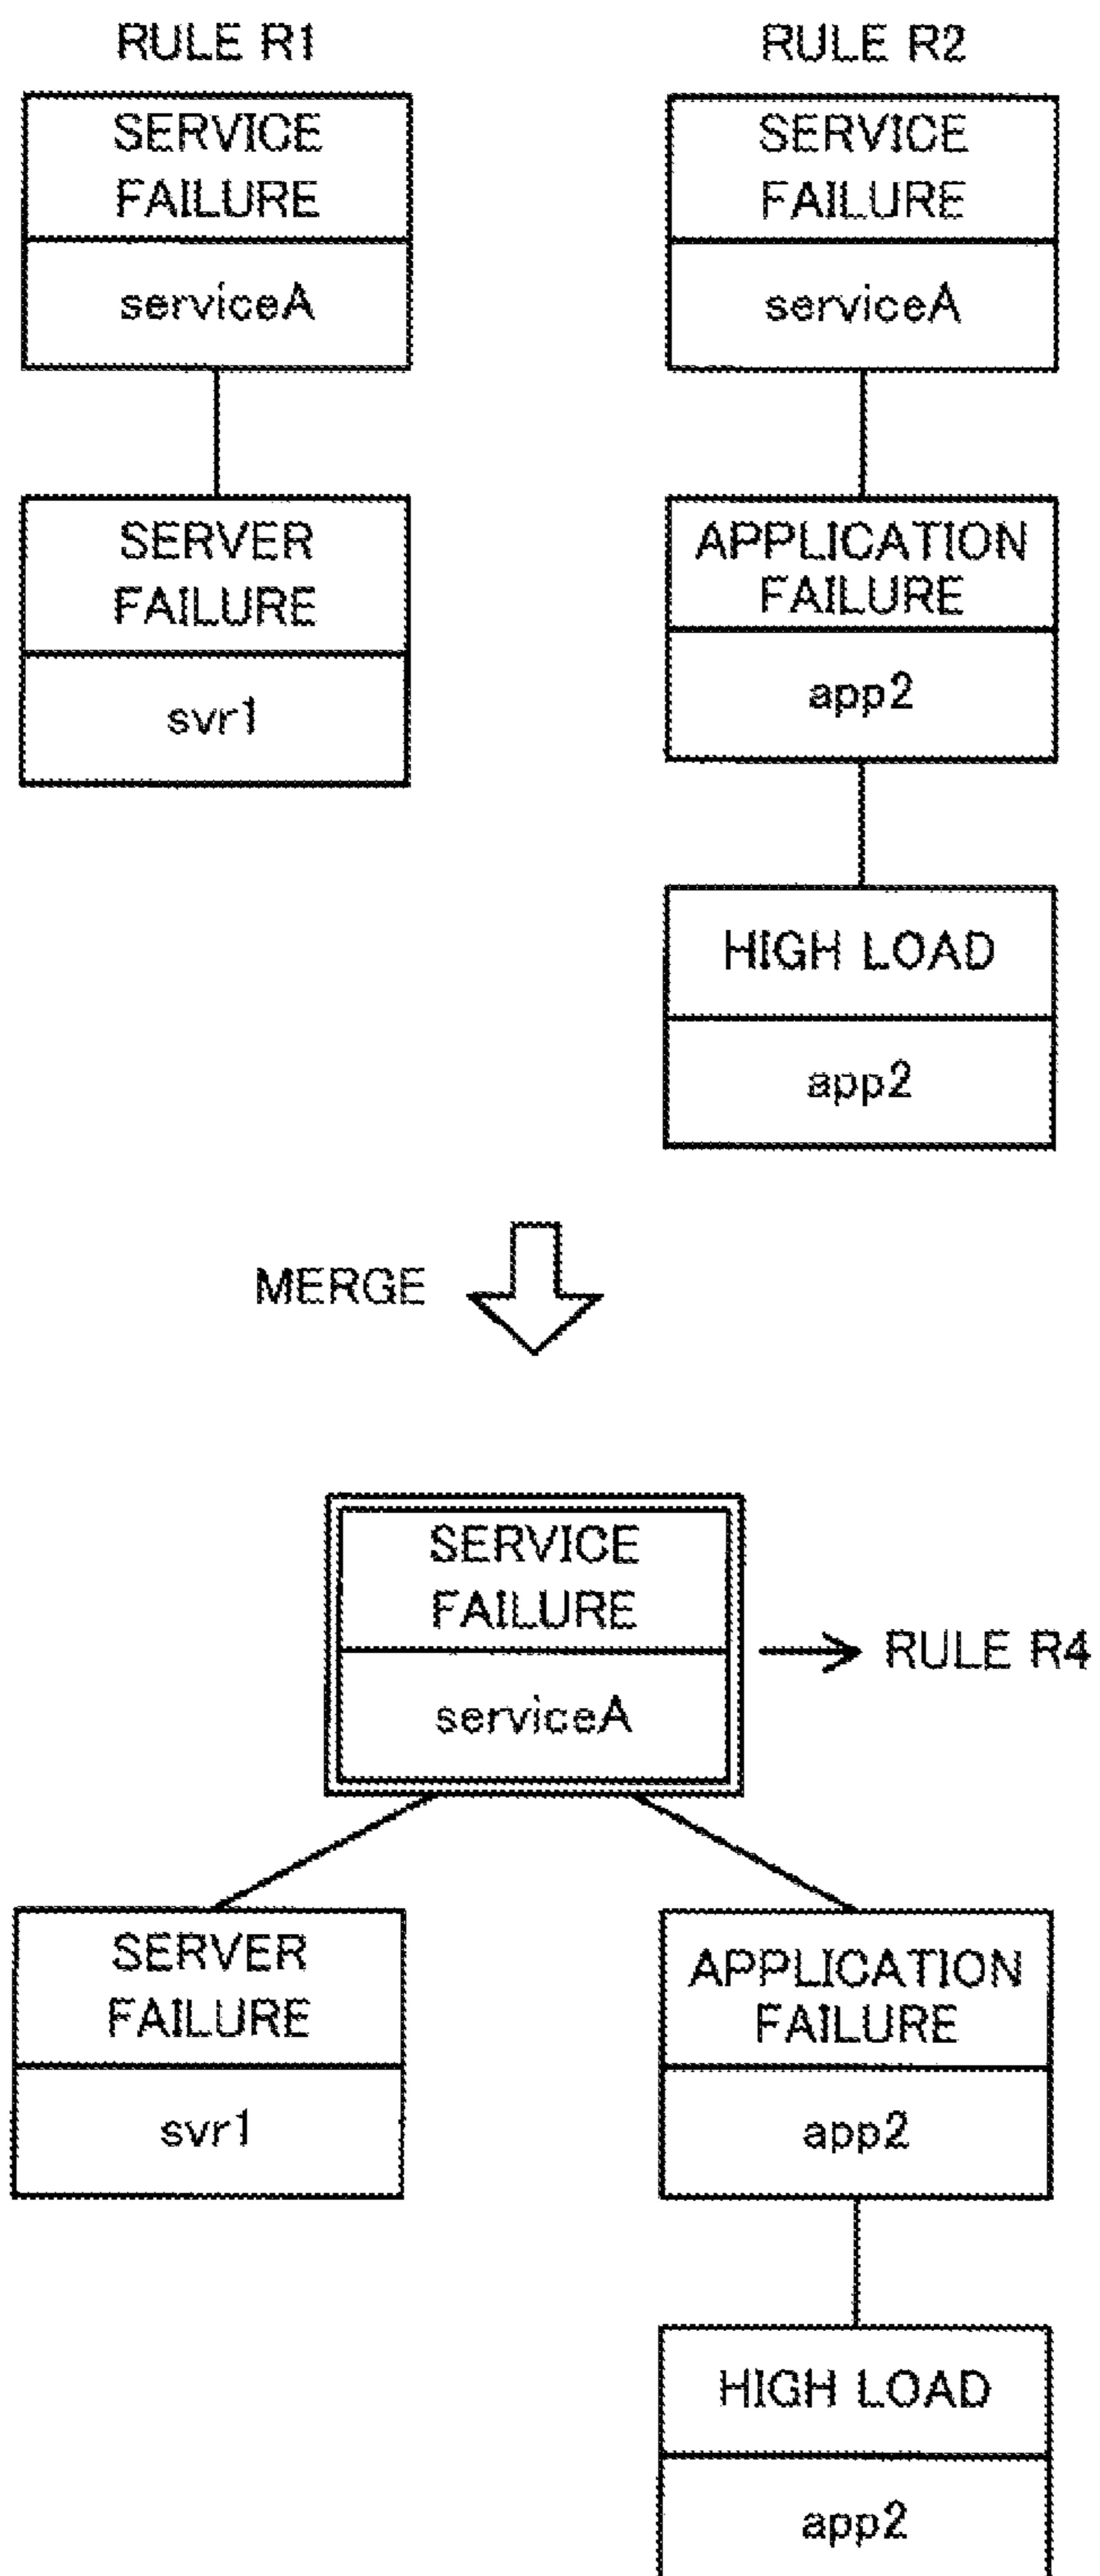 RULE R1
SERVICE
FAILURE
serviceA
SERVER
FAILURE
svr1
RULE R2
SERVICE
FAILURE
serviceA
APPLICATION
FAILURE
app2
HIGH LOAD
app2
MERGE
SERVICE
FAILURE
serviceA
RULE R4
SERVER
FAILURE
svr1
APPLICATION
FAILURE
app2
HIGH LOAD
app2